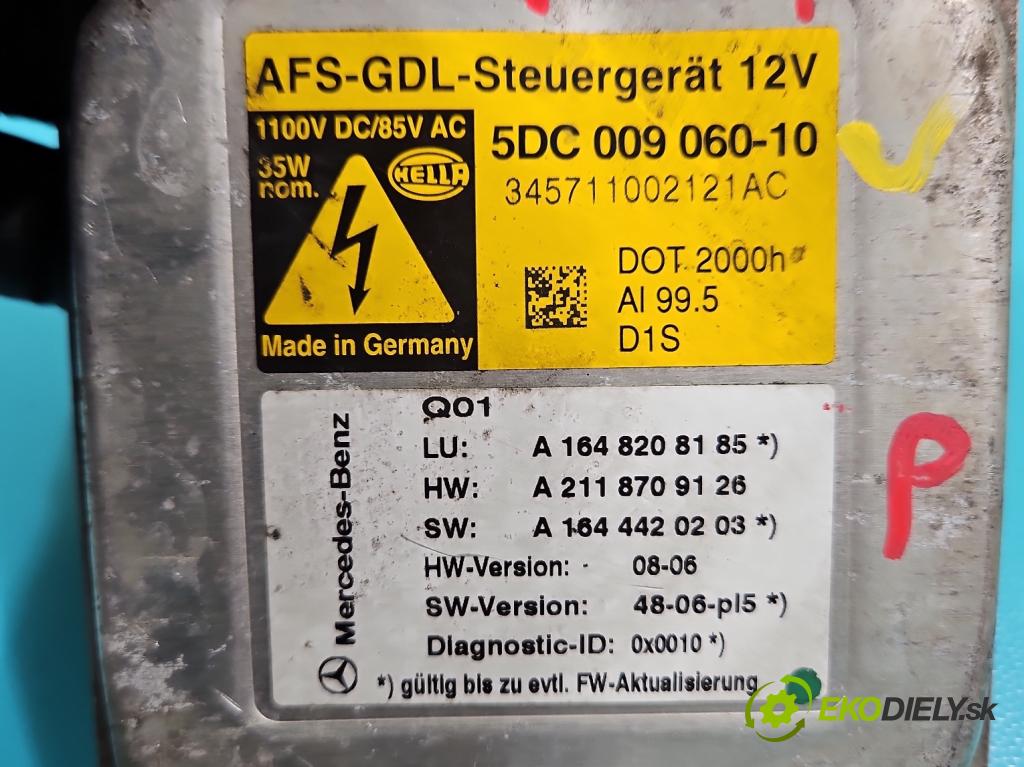 AFS-GDL-Steuergerät 12V
1100V DC/85V AC
35W
nom.
HELLA
Made in Germany
5DC 009 060-10
345711002121AC
DOT 2000h
Al 99.5
D1S
Mercedes-Benz
Q01
LU: A 164 820 81 85 *)
HW: A 211 870 91 26
SW: A 164 442 02 03 *)
HW-Version: 08-06
SW-Version: 48-06-pl5 *)
Diagnostic-ID: 0x0010 *)
*) gültig bis zu evtl. FW-Aktualisierung
P
EKODIELY.sk